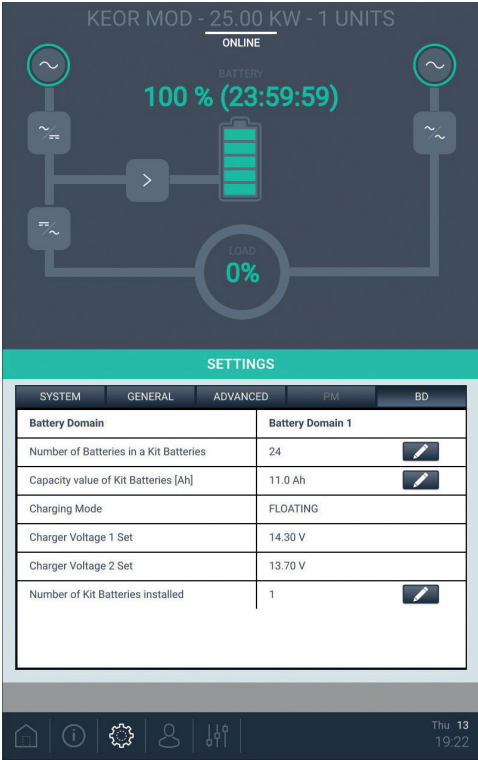 KEOR MOD - 25.00 KW - 1 UNITS
ONLINE
BATTERY
100 % (23:59:59)
LOAD
0%
SETTINGS
SYSTEM GENERAL ADVANCED PM BD
Battery Domain Battery Domain 1
Number of Batteries in a Kit Batteries 24
Capacity value of Kit Batteries [Ah] 11.0 Ah
Charging Mode FLOATING
Charger Voltage 1 Set 14.30 V
Charger Voltage 2 Set 13.70 V
Number of Kit Batteries installed 1
Thu 13
19:22